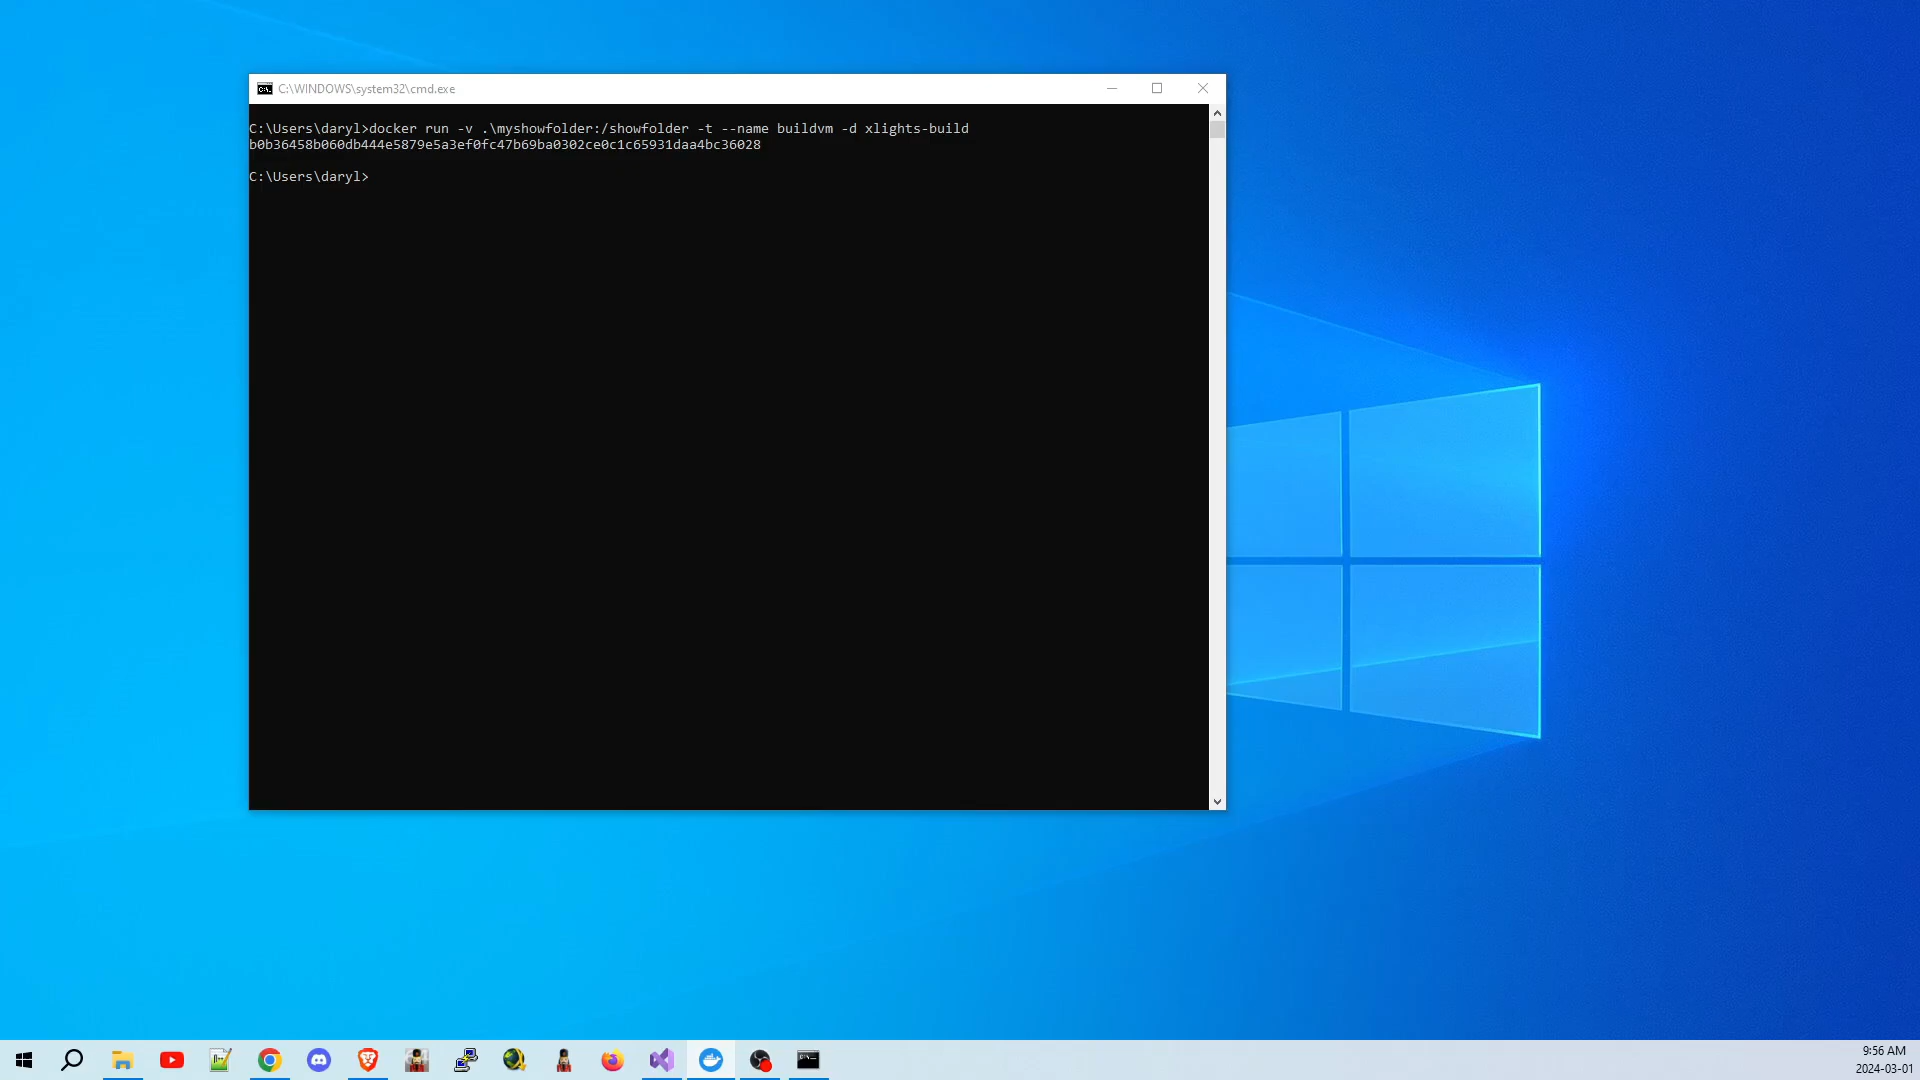 C:\WINDOWS\system32\cmd.exe
C:\Users\daryl>docker run -v .\myshowfolder:/showfolder -t --name buildvm -d xlights-build
b0b36458b060db444e5879e5a3ef0fc47b69ba0302ce0c1c65931daa4bc36028
C:\Users\daryl>
9:56 AM
2024-03-01